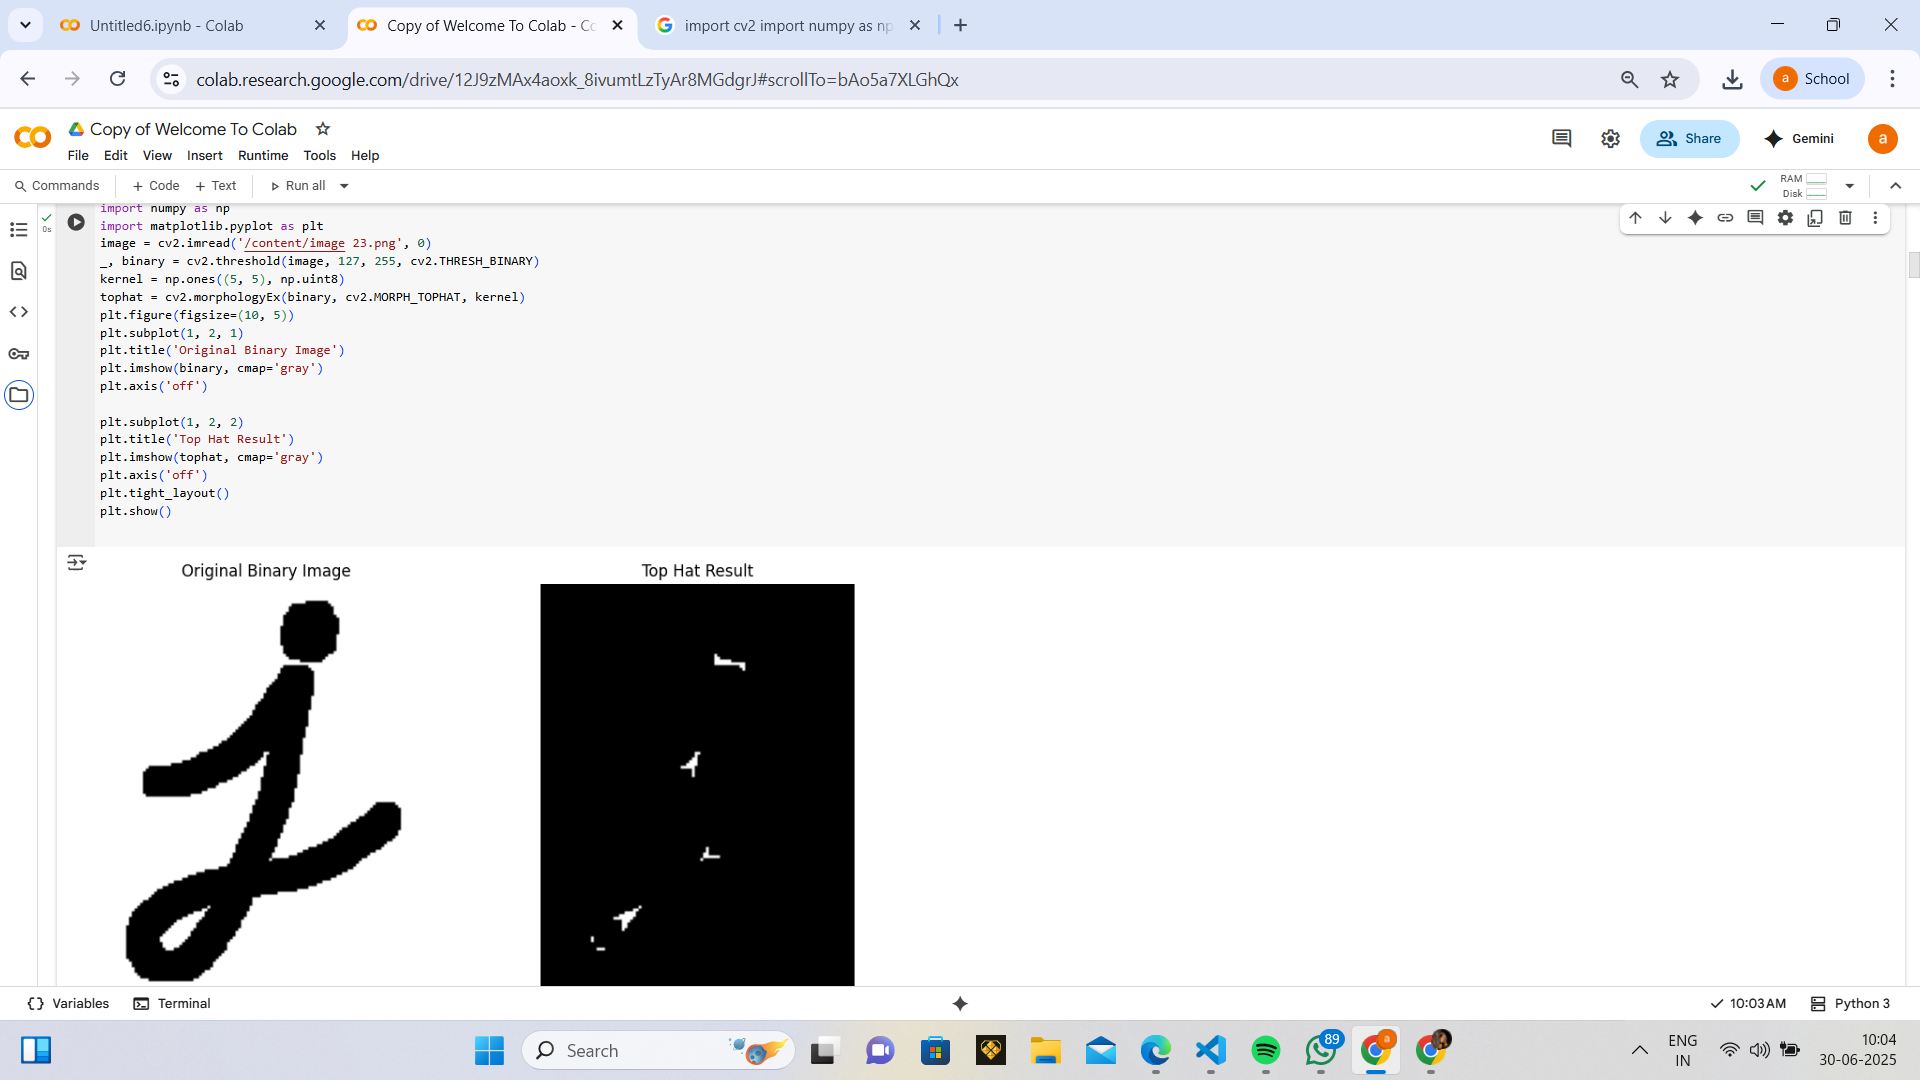 Untitled6.ipynb - Colab
Copy of Welcome To Colab - Co
import cv2 import numpy as np
colab.research.google.com/drive/12J9zMAx4aoxk_8ivumtLzTyAr8MGdgrJ#scrollTo=bAo5a7XLGhQx
a School
Copy of Welcome To Colab
File Edit View Insert Runtime Tools Help
Share
Gemini
a
Commands + Code + Text Run all
RAM
Disk
0s
import numpy as np
import matplotlib.pyplot as plt
image = cv2.imread('/content/image 23.png', 0)
_, binary = cv2.threshold(image, 127, 255, cv2.THRESH_BINARY)
kernel = np.ones((5, 5), np.uint8)
tophat = cv2.morphologyEx(binary, cv2.MORPH_TOPHAT, kernel)
plt.figure(figsize=(10, 5))
plt.subplot(1, 2, 1)
plt.title('Original Binary Image')
plt.imshow(binary, cmap='gray')
plt.axis('off')
plt.subplot(1, 2, 2)
plt.title('Top Hat Result')
plt.imshow(tophat, cmap='gray')
plt.axis('off')
plt.tight_layout()
plt.show()
Original Binary Image
Top Hat Result
j
Variables Terminal
10:03 AM Python 3
Search
89
a
ENG
IN
10:04
30-06-2025